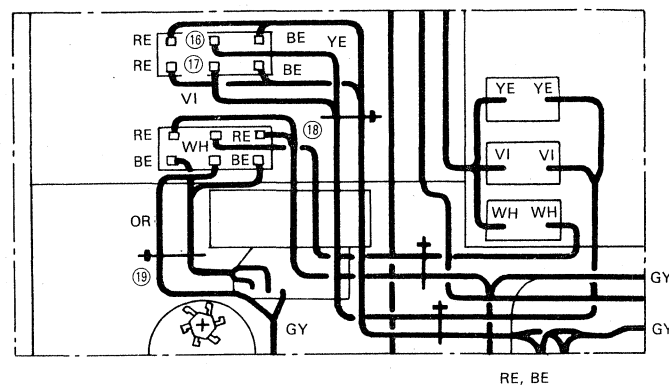 RE 16 BE YE
RE 17 BE
VI
YE YE
RE WH RE 18
BE BE
VI VI
WH WH
OR
19
GY
GY
GY
RE, BE